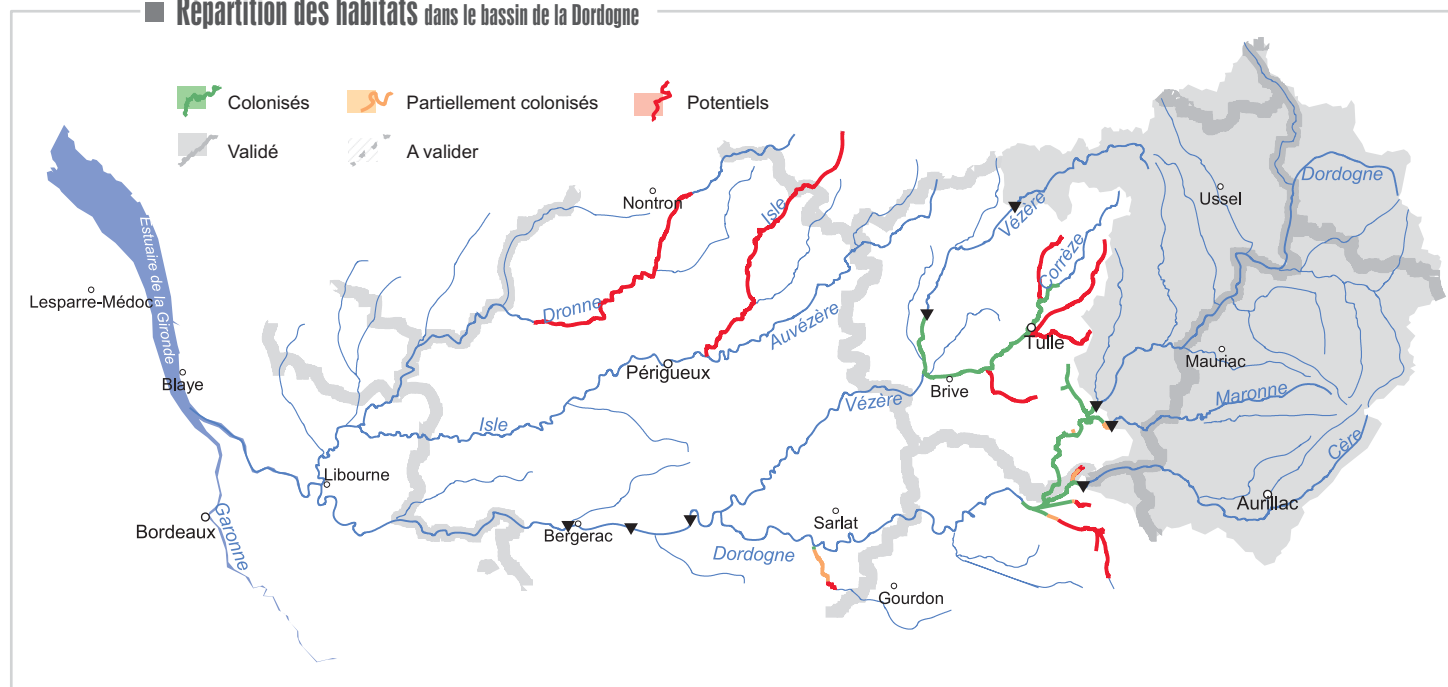 Répartition des habitats dans le bassin de la Dordogne
Colonisés
Partiellement colonisés
Potentiels
Validé
A valider
Nontron
Isle
Vézère
Ussel
Dordogne
Corrèze
Estuaire de la Gironde
Lesparre-Médoc
Dronne
Auvézère
Tulle
Mauriac
Blaye
Périgueux
Brive
Maronne
Vézère
Isle
Cère
Libourne
Aurillac
Bordeaux
Garonne
Bergerac
Sarlat
Dordogne
Gourdon